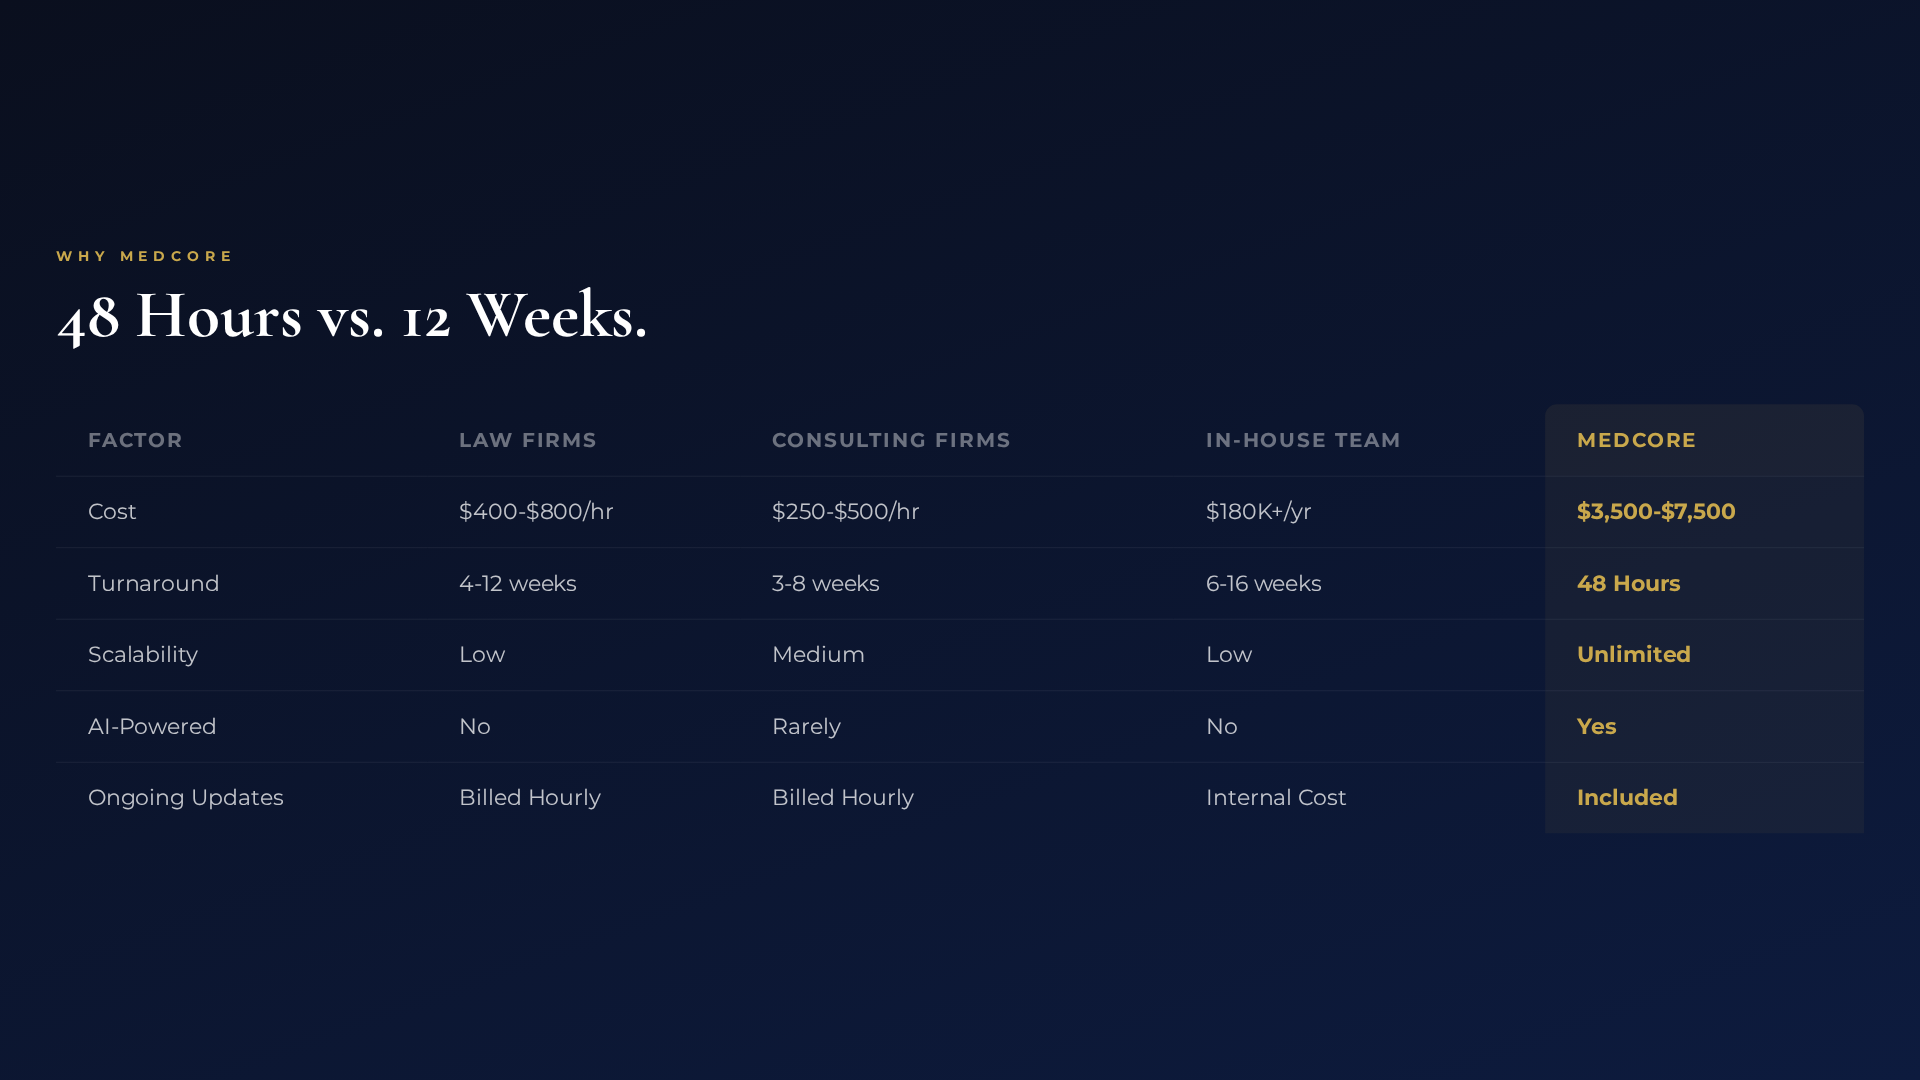 WHY MEDCORE
48 Hours vs. 12 Weeks.
FACTOR LAW FIRMS CONSULTING FIRMS IN-HOUSE TEAM MEDCORE
Cost $400-$800/hr $250-$500/hr $180K+/yr $3,500-$7,500
Turnaround 4-12 weeks 3-8 weeks 6-16 weeks 48 Hours
Scalability Low Medium Low Unlimited
AI-Powered No Rarely No Yes
Ongoing Updates Billed Hourly Billed Hourly Internal Cost Included